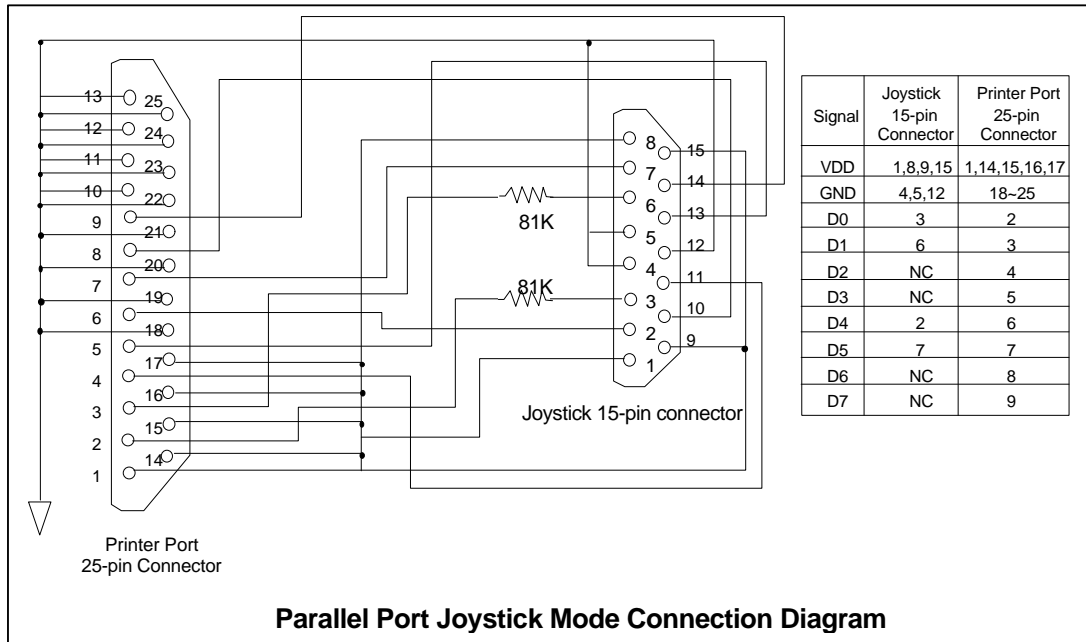 13
25
12
24
11
23
10
22
9
21
8
20
7
19
6
18
5
17
4
16
3
15
2
14
1
Printer Port
25-pin Connector
81K
81K
8
15
7
14
6
13
5
12
4
11
3
10
2
9
1
Joystick 15-pin connector
Signal Joystick 15-pin Connector Printer Port 25-pin Connector
VDD 1,8,9,15 1,14,15,16,17
GND 4,5,12 18~25
D0 3 2
D1 6 3
D2 NC 4
D3 NC 5
D4 2 6
D5 7 7
D6 NC 8
D7 NC 9
Parallel Port Joystick Mode Connection Diagram